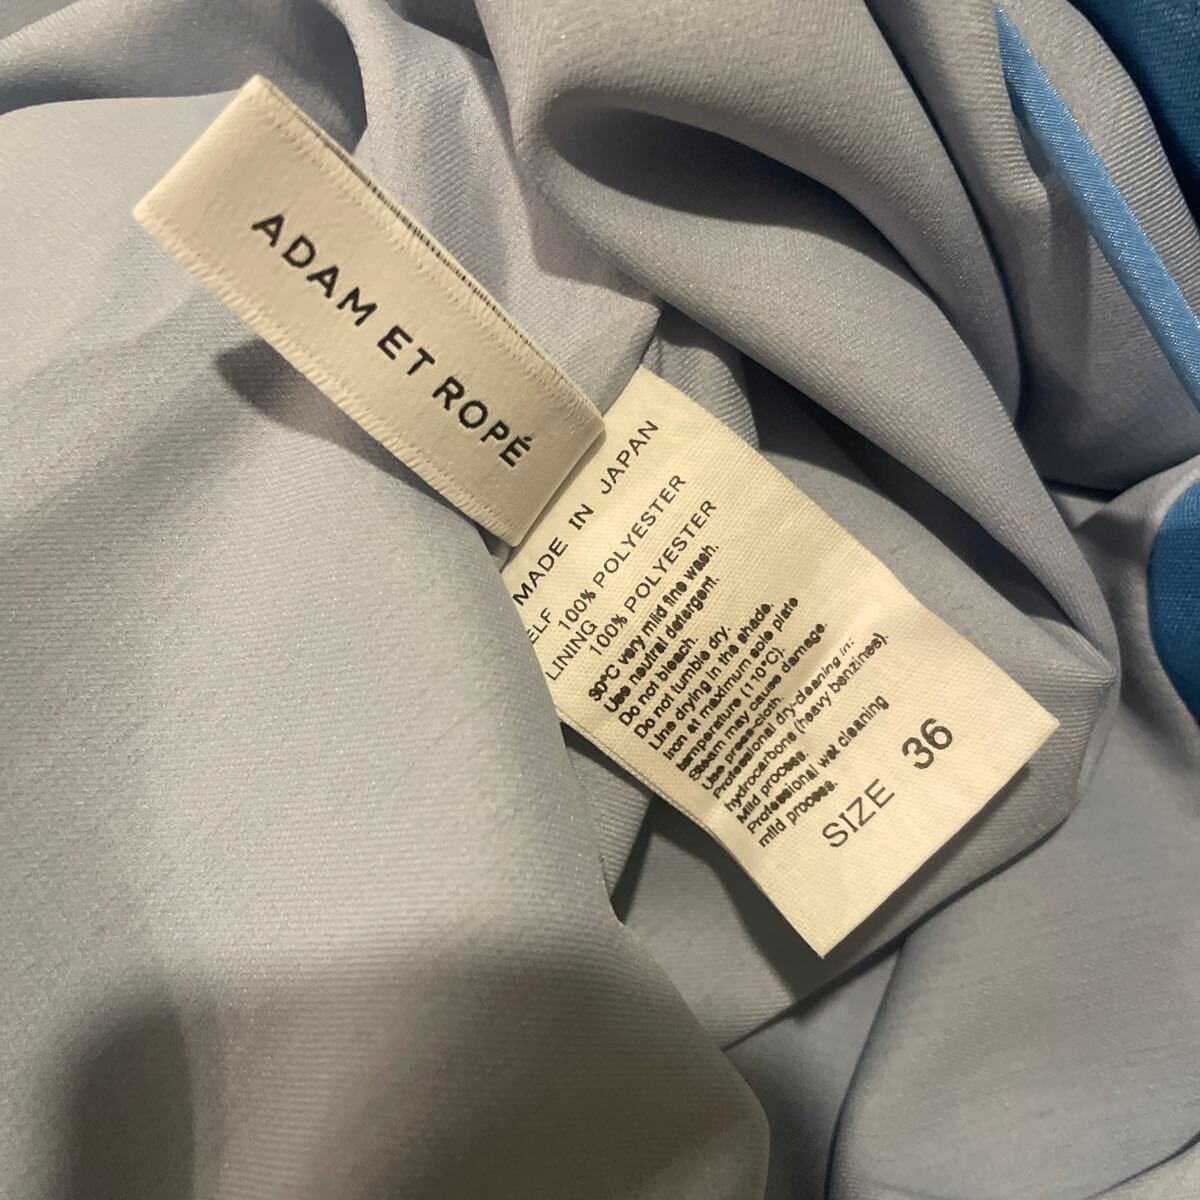 ADAM ET ROPÉ
MADE IN JAPAN
ELF
100% POLYESTER
LINING
100% POLYESTER
30°C very mild fine wash.
Use neutral detergent.
Do not bleach.
Do not tumble dry.
Line drying in the shade.
Iron at maximum sole plate
temperature (110°C).
Steam may cause damage.
Use press-cloth.
Professional dry-cleaning in:
hydrocarbons (heavy benzines).
Mild process.
Professional wet cleaning
mild process.
SIZE 36